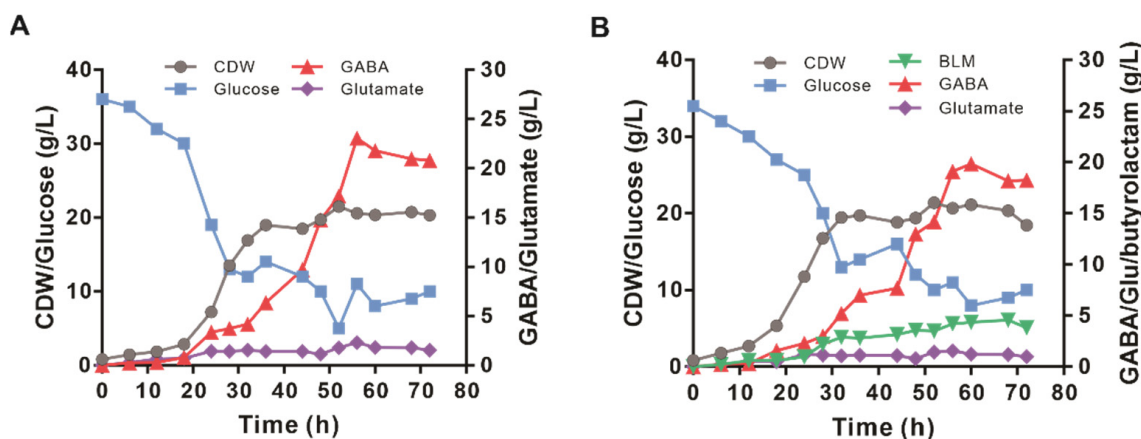 A
CDW
GABA
Glucose
Glutamate
CDW/Glucose (g/L)
40
30
20
10
0
GABA/Glutamate (g/L)
30
25
20
15
10
5
0
0 10 20 30 40 50 60 70 80
Time (h)
B
CDW
BLM
Glucose
GABA
Glutamate
CDW/Glucose (g/L)
40
30
20
10
0
GABA/Glu/butyrolactam (g/L)
30
25
20
15
10
5
0
0 10 20 30 40 50 60 70 80
Time (h)